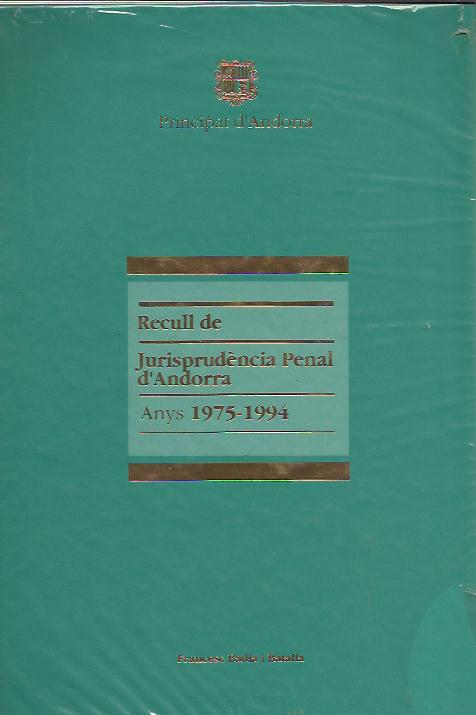 Principat d'Andorra
Recull de
Jurisprudència Penal
d'Andorra
Anys 1975-1994
Francesc Badia i Batalla